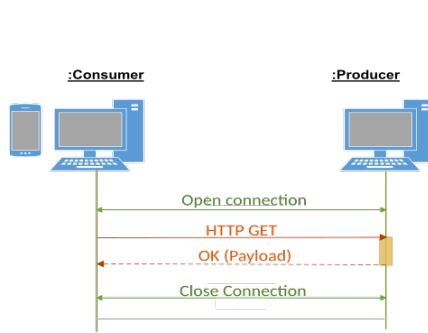 :Consumer
:Producer
Open connection
HTTP GET
OK (Payload)
Close Connection